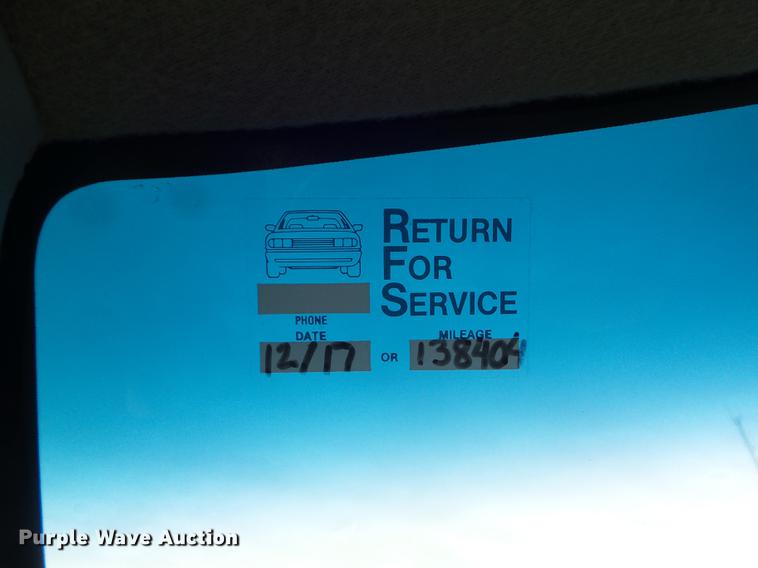 RETURN
FOR
SERVICE
PHONE
DATE
MILEAGE
12/17 OR 138404
Purple Wave Auction